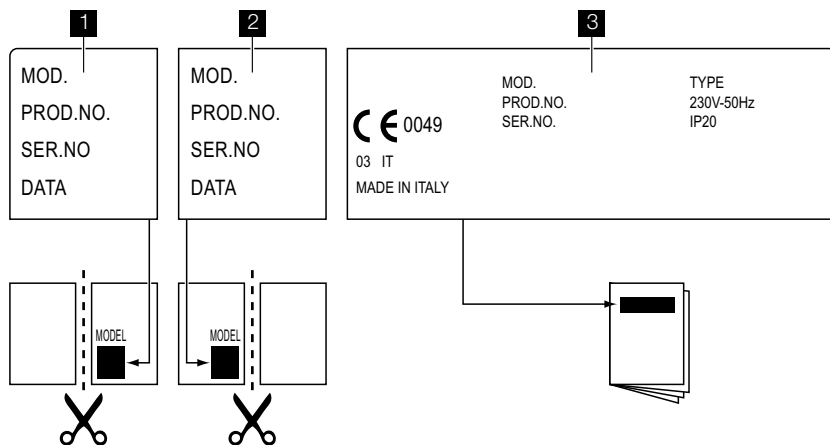 1
2
3
MOD.
PROD.NO.
SER.NO
DATA
MOD.
PROD.NO.
SER.NO
DATA
MOD.
PROD.NO.
SER.NO.
TYPE
230V-50Hz
IP20
CE 0049
03 IT
MADE IN ITALY
MODEL
MODEL